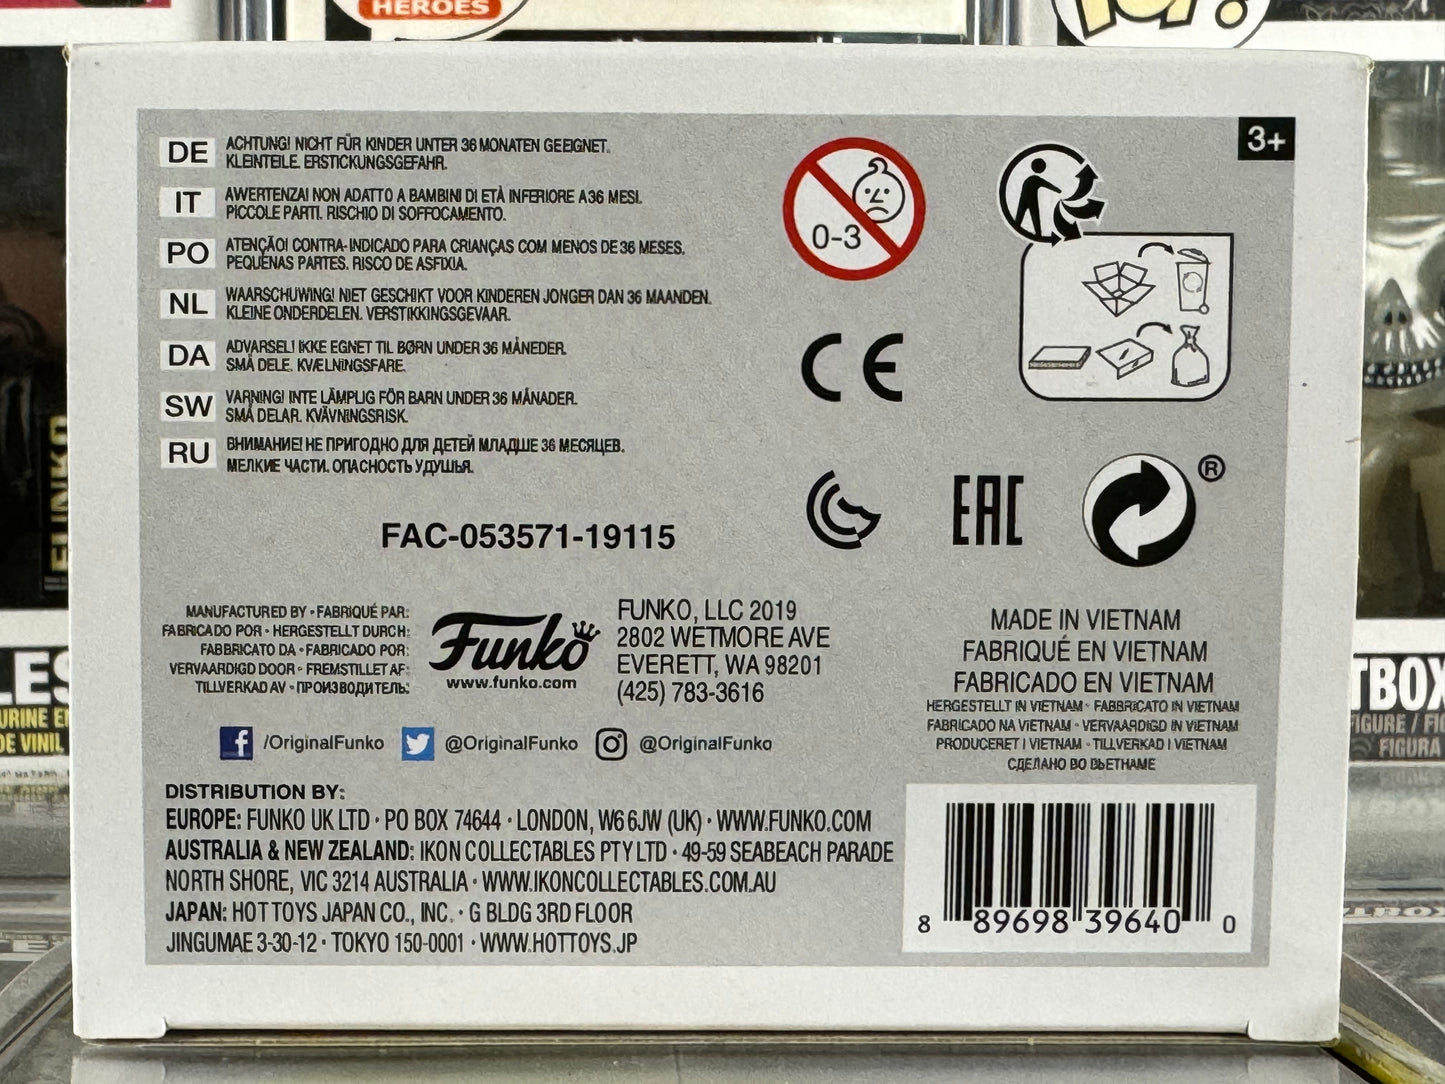 HEROES
POP!
3+
DE ACHTUNG! NICHT FÜR KINDER UNTER 36 MONATEN GEEIGNET.
KLEINTEILE. ERSTICKUNGSGEFAHR.
IT AWERTENZA! NON ADATTO A BAMBINI DI ETÀ INFERIORE A 36 MESI.
PICCOLE PARTI. RISCHIO DI SOFFOCAMENTO.
PO ATENÇÃO! CONTRA-INDICADO PARA CRIANÇAS COM MENOS DE 36 MESES.
PEQUENAS PARTES. RISCO DE ASFIXIA.
NL WAARSCHUWING! NIET GESCHIKT VOOR KINDEREN JONGER DAN 36 MAANDEN.
KLEINE ONDERDELEN. VERSTIKKINGSGEVAAR.
DA ADVARSEL! IKKE EGNET TIL BØRN UNDER 36 MÅNEDER.
SMÅ DELE. KVÆLNINGSFARE.
SW VARNING! INTE LÄMPLIG FÖR BARN UNDER 36 MÅNADER.
SMÅ DELAR. KVÄVNINGSRISK.
RU ВНИМАНИЕ! НЕ ПРИГОДНО ДЛЯ ДЕТЕЙ МЛАДШЕ 36 МЕСЯЦЕВ.
МЕЛКИЕ ЧАСТИ. ОПАСНОСТЬ УДУШЬЯ.
0-3
CE
EAC
®
FAC-053571-19115
MANUFACTURED BY • FABRIQUÉ PAR:
FABRICADO POR • HERGESTELLT DURCH:
FABBRICATO DA • FABRICADO POR:
VERVAARDIGD DOOR • FREMSTILLET AF:
TILLVERKAD AV • ПРОИЗВОДИТЕЛЬ:
Funko
www.funko.com
FUNKO, LLC 2019
2802 WETMORE AVE
EVERETT, WA 98201
(425) 783-3616
/OriginalFunko @OriginalFunko @OriginalFunko
MADE IN VIETNAM
FABRIQUÉ EN VIETNAM
FABRICADO EN VIETNAM
HERGESTELLT IN VIETNAM • FABBRICATO IN VIETNAM
FABRICADO NA VIETNAM • VERVAARDIGD IN VIETNAM
PRODUCERET I VIETNAM • TILLVERKAD I VIETNAM
СДЕЛАНО ВО ВЬЕТНАМЕ
DISTRIBUTION BY:
EUROPE: FUNKO UK LTD • PO BOX 74644 • LONDON, W6 6JW (UK) • WWW.FUNKO.COM
AUSTRALIA & NEW ZEALAND: IKON COLLECTABLES PTY LTD • 49-59 SEABEACH PARADE
NORTH SHORE, VIC 3214 AUSTRALIA • WWW.IKONCOLLECTABLES.COM.AU
JAPAN: HOT TOYS JAPAN CO., INC. • G BLDG 3RD FLOOR
JINGUMAE 3-30-12 • TOKYO 150-0001 • WWW.HOTTOYS.JP
8 89698 39640 0
FUNKO
LES
URINE E
DE VINIL
TBOX
FIGURE / FI
FIGURA